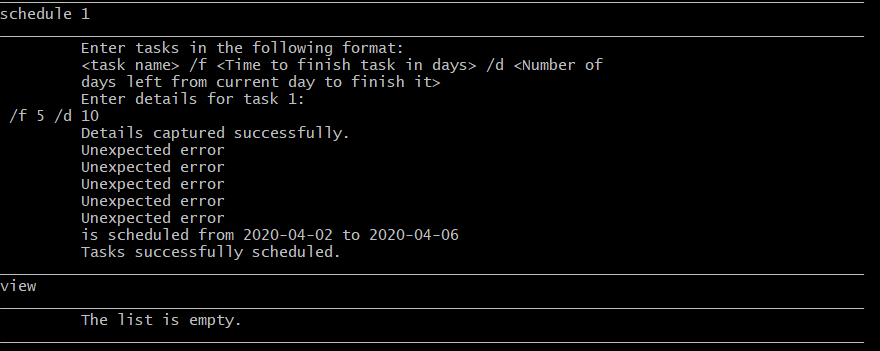 schedule 1
Enter tasks in the following format:
<task name> /f <Time to finish task in days> /d <Number of
days left from current day to finish it>
Enter details for task 1:
/f 5 /d 10
Details captured successfully.
Unexpected error
Unexpected error
Unexpected error
Unexpected error
Unexpected error
is scheduled from 2020-04-02 to 2020-04-06
Tasks successfully scheduled.
view
The list is empty.